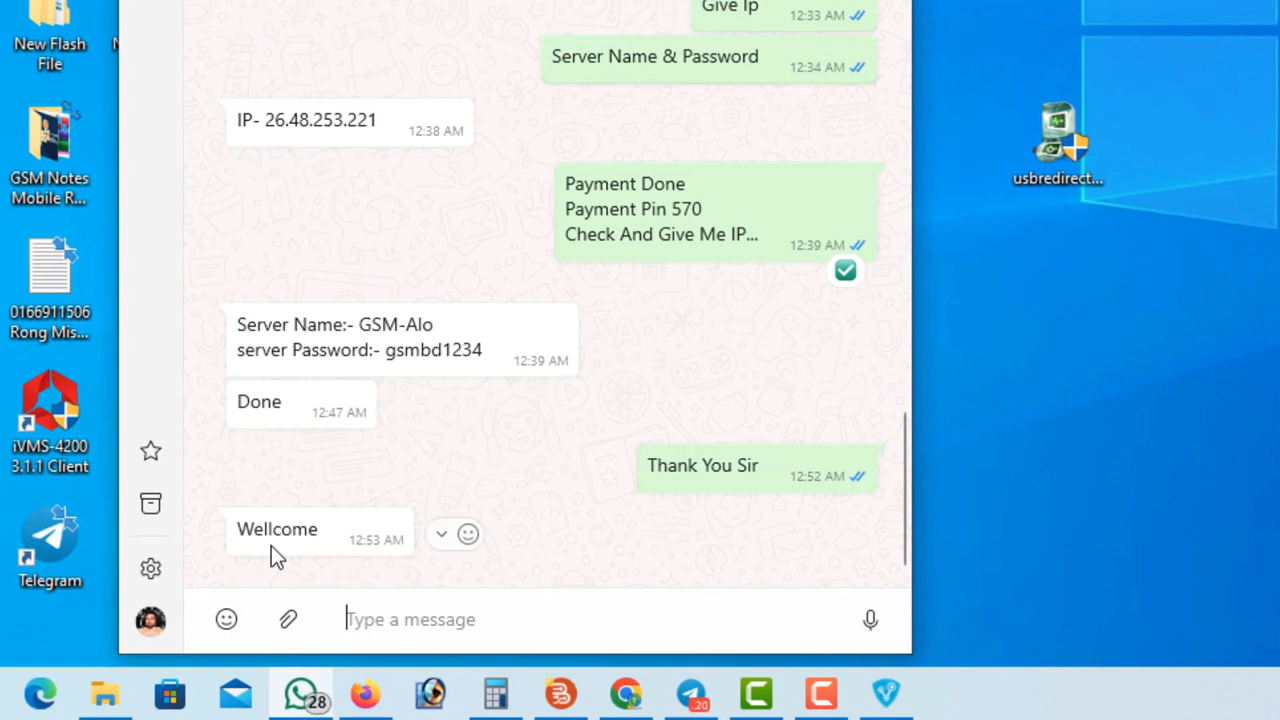 New Flash
File
GSM Notes
Mobile R...
0166911506
Rong Mis...
iVMS-4200
3.1.1 Client
Telegram
Give Ip
12:33 AM
Server Name & Password
12:34 AM
IP- 26.48.253.221
12:38 AM
Payment Done
Payment Pin 570
Check And Give Me IP...
12:39 AM
Server Name:- GSM-Alo
server Password:- gsmbd1234
12:39 AM
Done
12:47 AM
Thank You Sir
12:52 AM
Wellcome
12:53 AM
Type a message
usbredirect...
28
20